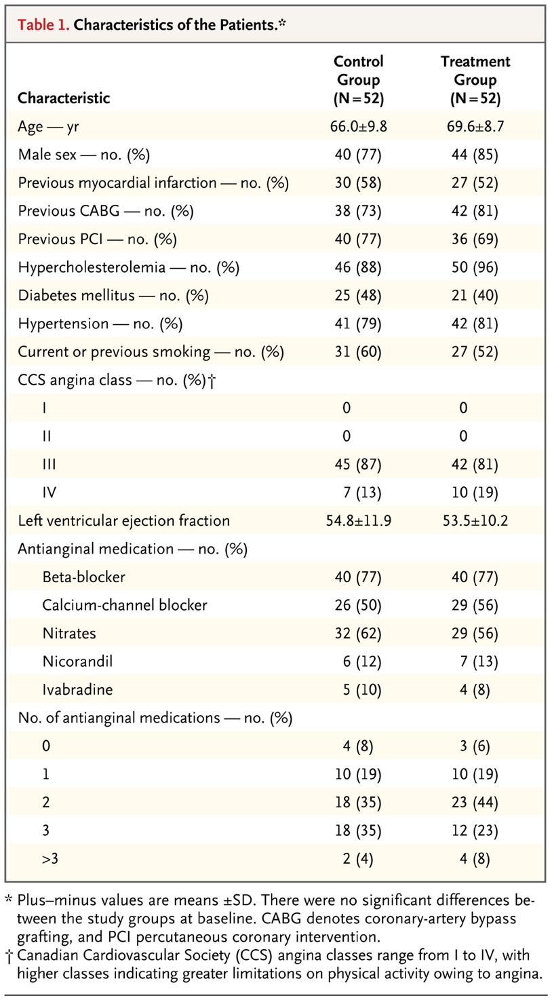 Table 1. Characteristics of the Patients.*
Characteristic Control Group (N=52) Treatment Group (N=52)
Age — yr 66.0±9.8 69.6±8.7
Male sex — no. (%) 40 (77) 44 (85)
Previous myocardial infarction — no. (%) 30 (58) 27 (52)
Previous CABG — no. (%) 38 (73) 42 (81)
Previous PCI — no. (%) 40 (77) 36 (69)
Hypercholesterolemia — no. (%) 46 (88) 50 (96)
Diabetes mellitus — no. (%) 25 (48) 21 (40)
Hypertension — no. (%) 41 (79) 42 (81)
Current or previous smoking — no. (%) 31 (60) 27 (52)
CCS angina class — no. (%)†
I 0 0
II 0 0
III 45 (87) 42 (81)
IV 7 (13) 10 (19)
Left ventricular ejection fraction 54.8±11.9 53.5±10.2
Antianginal medication — no. (%)
Beta-blocker 40 (77) 40 (77)
Calcium-channel blocker 26 (50) 29 (56)
Nitrates 32 (62) 29 (56)
Nicorandil 6 (12) 7 (13)
Ivabradine 5 (10) 4 (8)
No. of antianginal medications — no. (%)
0 4 (8) 3 (6)
1 10 (19) 10 (19)
2 18 (35) 23 (44)
3 18 (35) 12 (23)
>3 2 (4) 4 (8)
* Plus–minus values are means ±SD. There were no significant differences be-
tween the study groups at baseline. CABG denotes coronary-artery bypass
grafting, and PCI percutaneous coronary intervention.
† Canadian Cardiovascular Society (CCS) angina classes range from I to IV, with
higher classes indicating greater limitations on physical activity owing to angina.